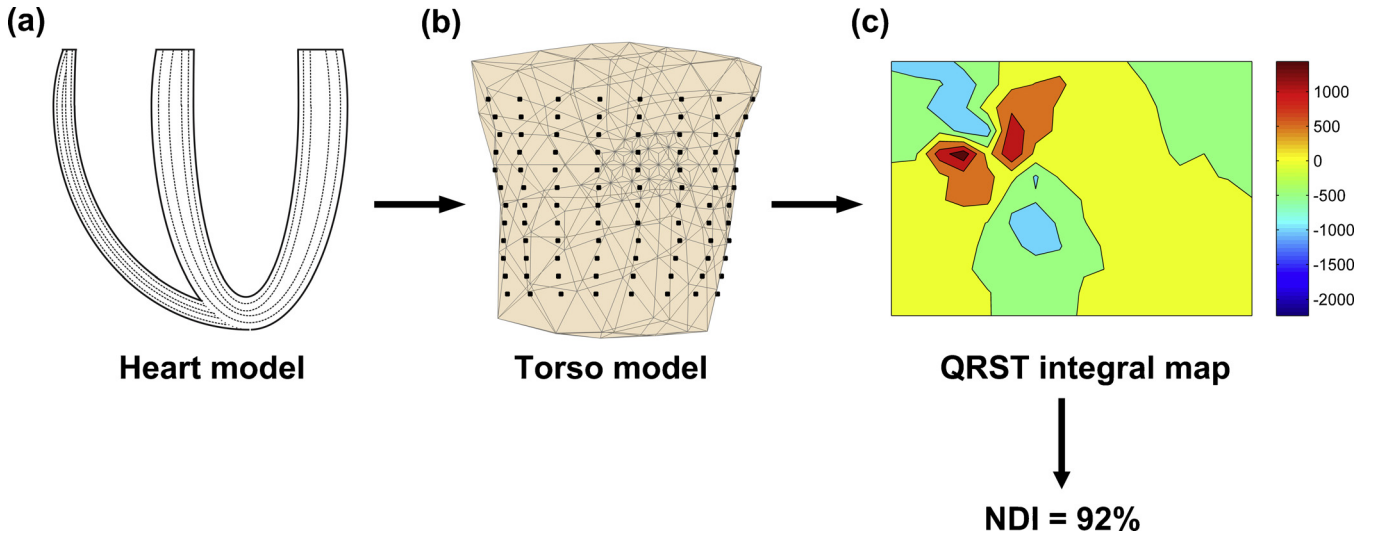 (a)
(b)
(c)
1000
500
0
-500
-1000
-1500
-2000
Heart model
Torso model
QRST integral map
NDI = 92%